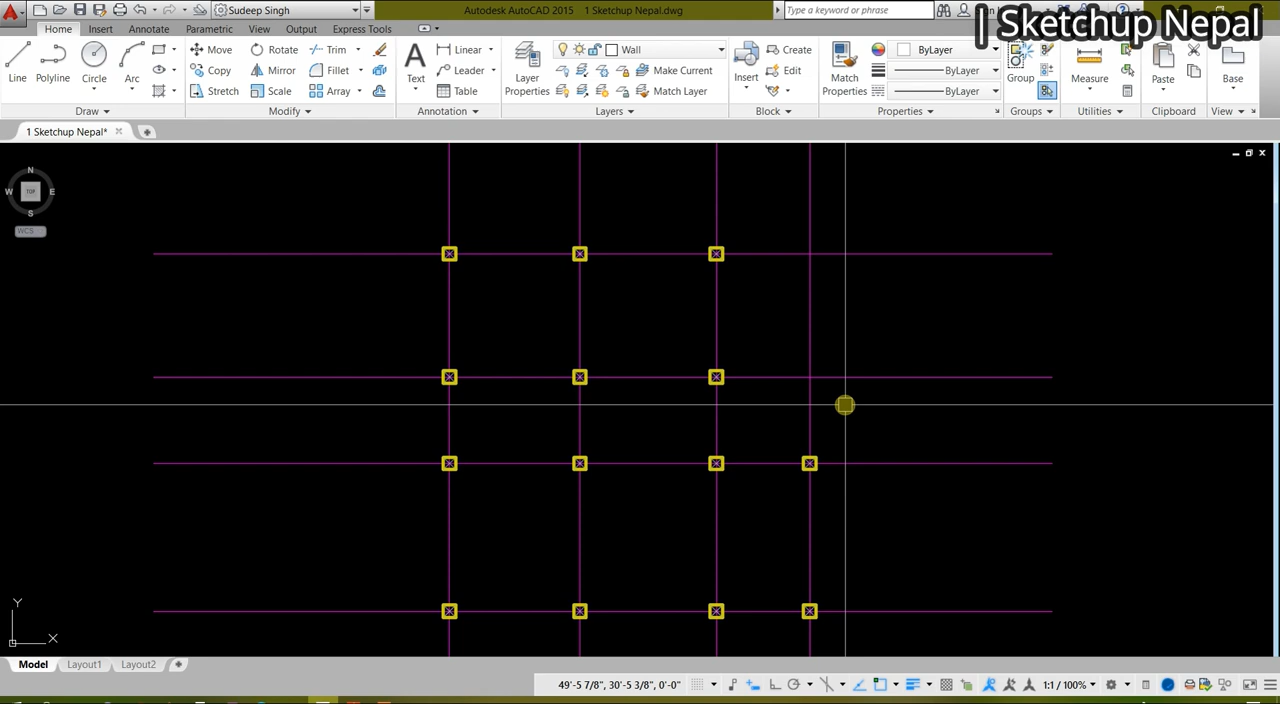 Sudeep Singh
Autodesk AutoCAD 2015
1 Sketchup Nepal.dwg
Type a keyword or phrase
| Sketchup Nepal
Home
Insert
Annotate
Parametric
View
Output
Express Tools
Line
Polyline
Circle
Arc
Move
Rotate
Trim
Copy
Mirror
Fillet
Stretch
Scale
Array
Text
Linear
Leader
Table
Layer
Properties
Wall
Make Current
Match Layer
Insert
Create
Edit
Match
Properties
ByLayer
ByLayer
ByLayer
Group
Measure
Paste
Base
Draw
Modify
Annotation
Layers
Block
Properties
Groups
Utilities
Clipboard
View
1 Sketchup Nepal*
N
W
TOP
E
S
WCS
Y
X
Model
Layout1
Layout2
49'-5 7/8", 30'-5 3/8", 0'-0"
1:1 / 100%